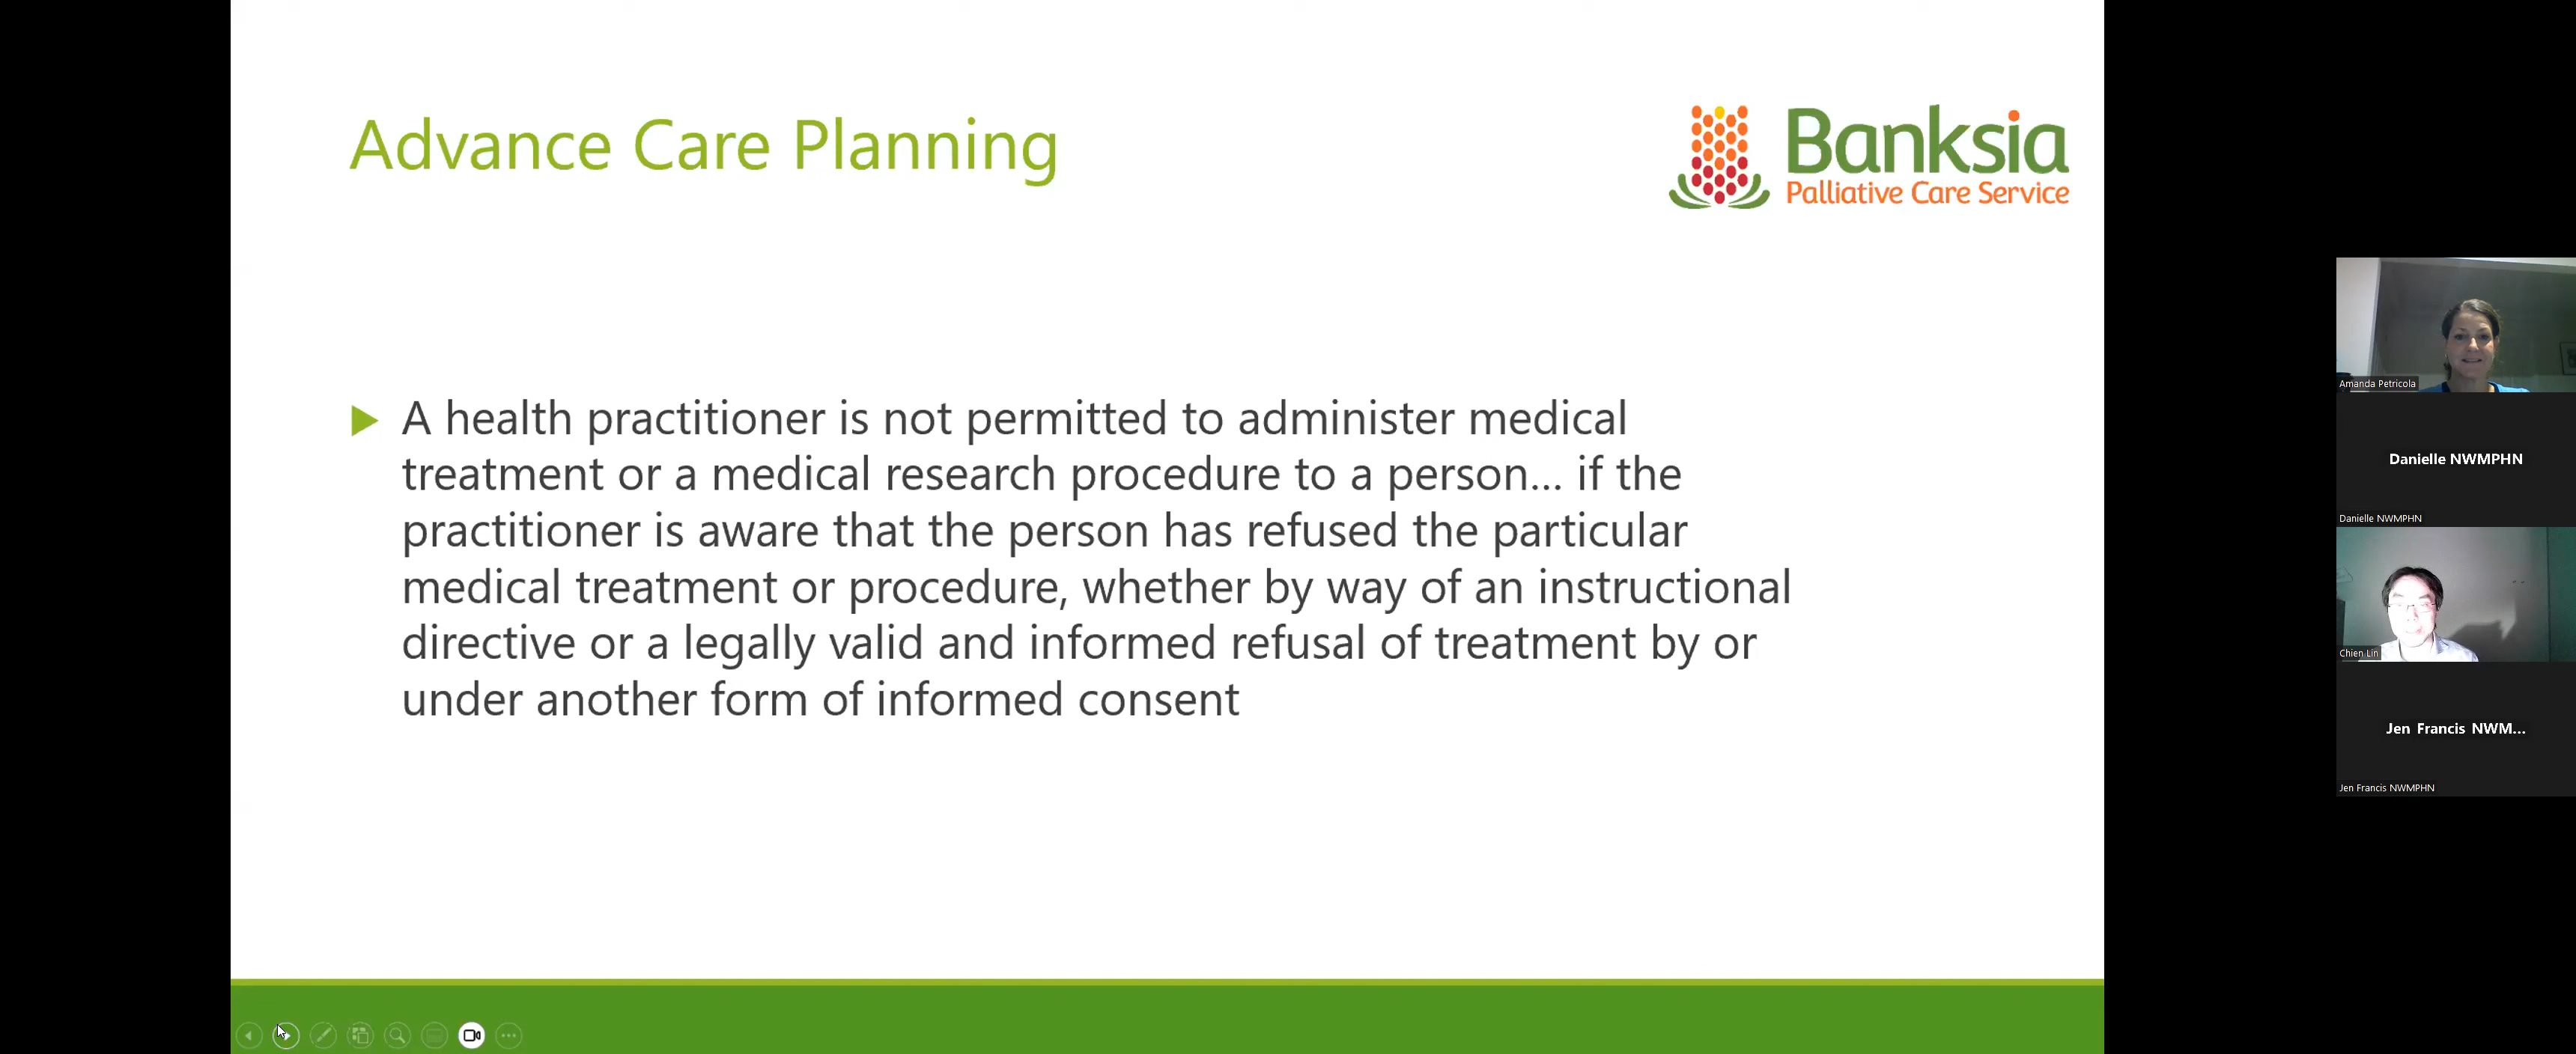 Advance Care Planning
Banksia
Palliative Care Service
A health practitioner is not permitted to administer medical
treatment or a medical research procedure to a person... if the
practitioner is aware that the person has refused the particular
medical treatment or procedure, whether by way of an instructional
directive or a legally valid and informed refusal of treatment by or
under another form of informed consent
Amanda Petricola
Danielle NWMPHN
Danielle NWMPHN
Chien Lin
Jen Francis NWM...
Jen Francis NWMPHN